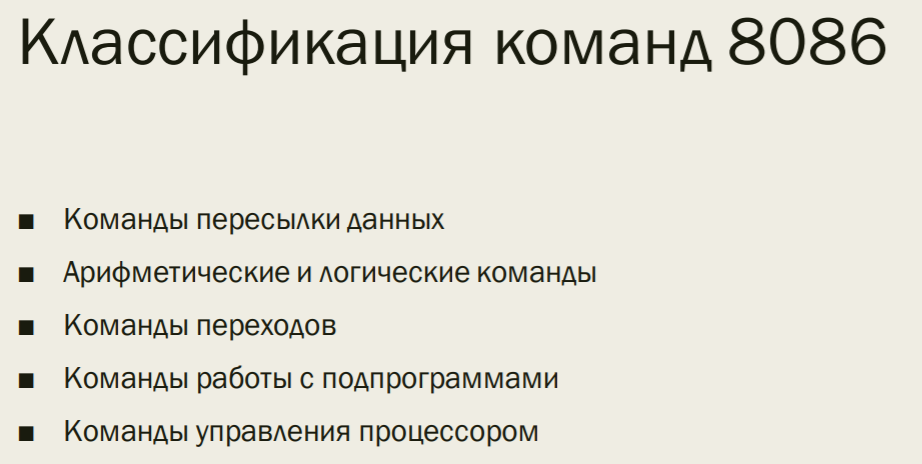 Классификация команд 8086
▪ Команды пересылки данных
▪ Арифметические и логические команды
▪ Команды переходов
▪ Команды работы с подпрограммами
▪ Команды управления процессором